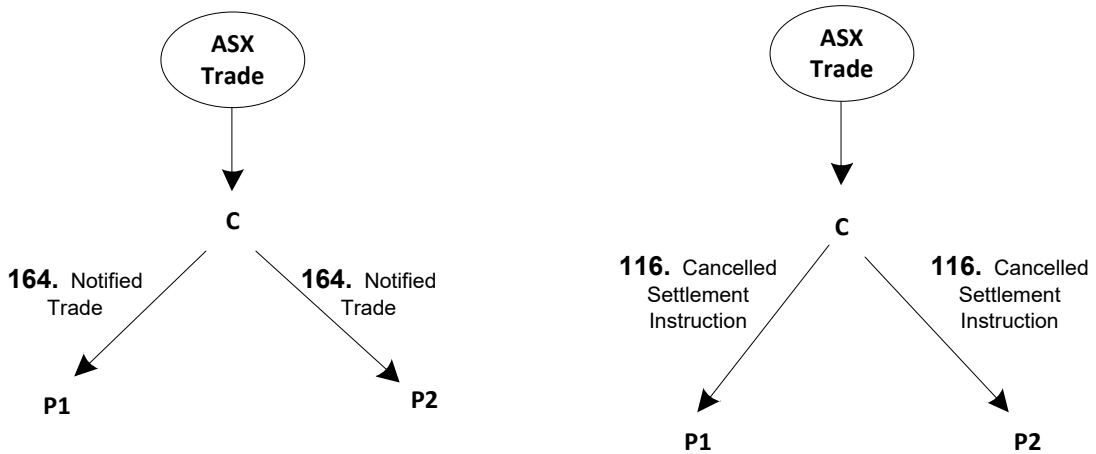 ASX
Trade
C
164. Notified
Trade
164. Notified
Trade
P1
P2
ASX
Trade
C
116. Cancelled
Settlement
Instruction
116. Cancelled
Settlement
Instruction
P1
P2